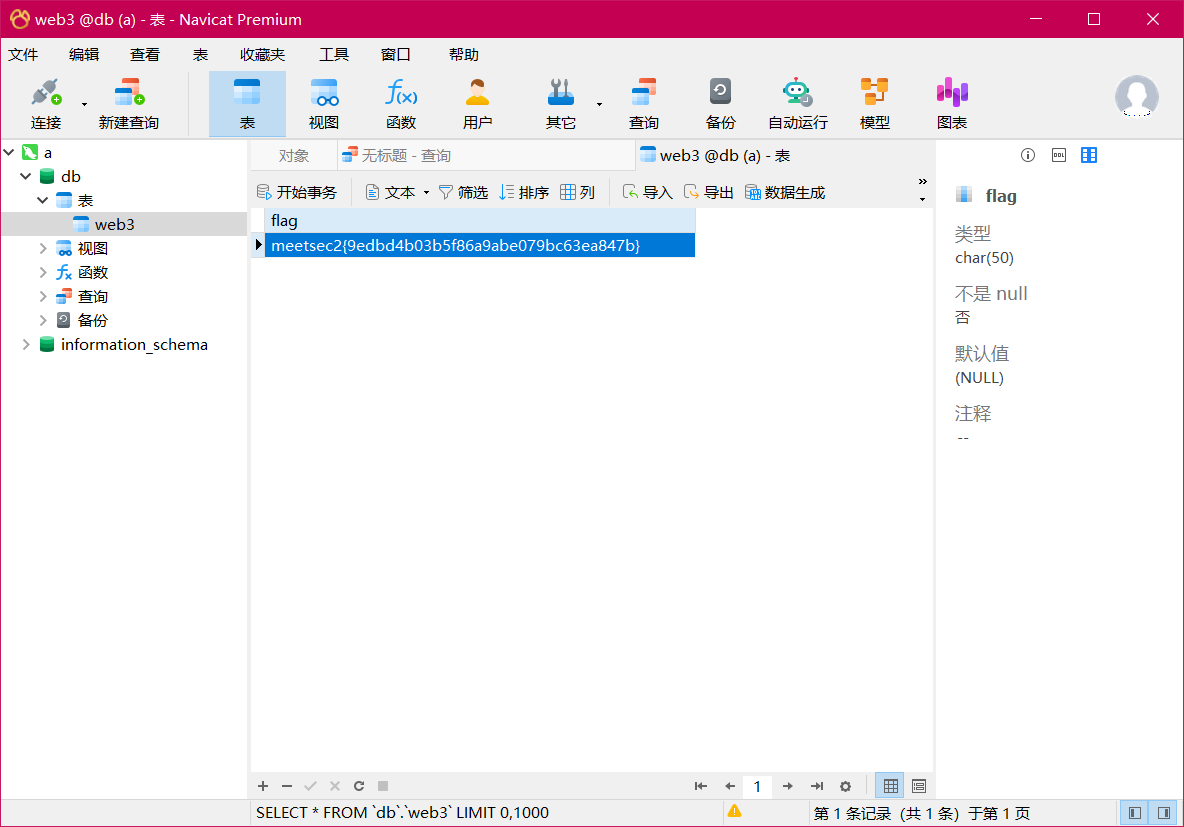 web3 @db (a) - 表 - Navicat Premium
文件 编辑 查看 表 收藏夹 工具 窗口 帮助
连接 新建查询 表 视图 函数 用户 其它 查询 备份 自动运行 模型 图表
a
db
表
web3
视图
函数
查询
备份
information_schema
对象 无标题 - 查询 web3 @db (a) - 表
开始事务 文本 筛选 排序 列 导入 导出 数据生成
flag
meetsec2{9edbd4b03b5f86a9abe079bc63ea847b}
DDL
flag
类型
char(50)
不是 null
否
默认值
(NULL)
注释
--
1
SELECT * FROM `db`.`web3` LIMIT 0,1000
第 1 条记录 (共 1 条) 于第 1 页